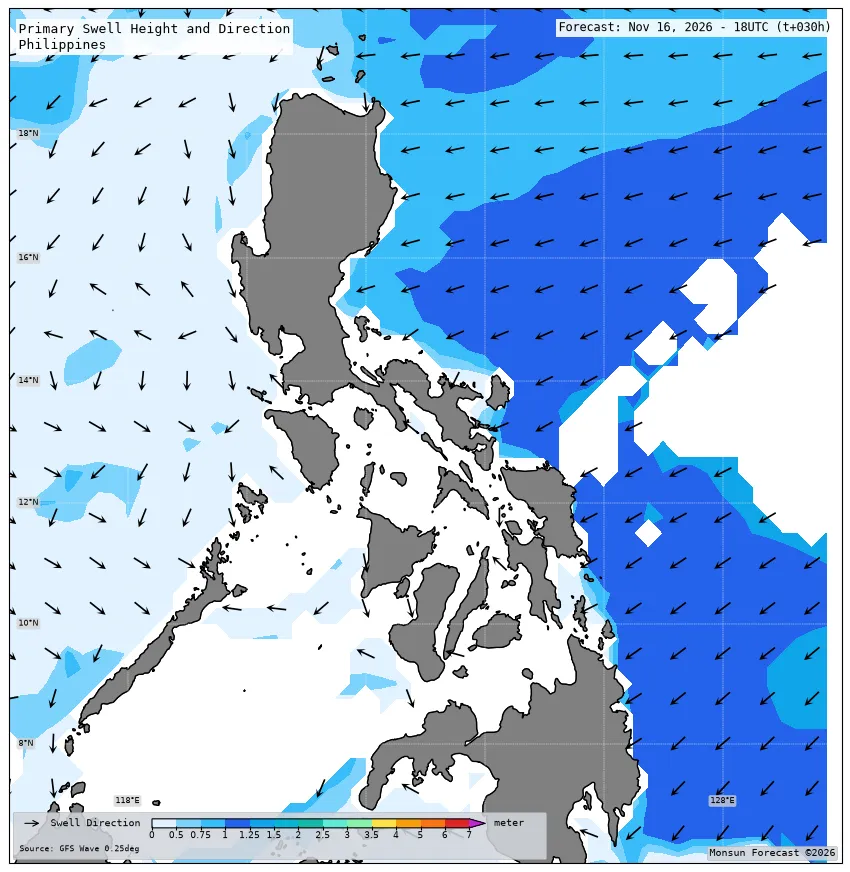 Primary Swell Height and Direction
Philippines
Forecast: Nov 16, 2026 - 18UTC (t+030h)
18°N
16°N
14°N
12°N
10°N
8°N
118°E
128°E
Swell Direction
0 0.5 0.75 1 1.25 1.5 2 2.5 3 3.5 4 5 6 7
meter
Source: GFS Wave 0.25deg
Monsun Forecast ©2026